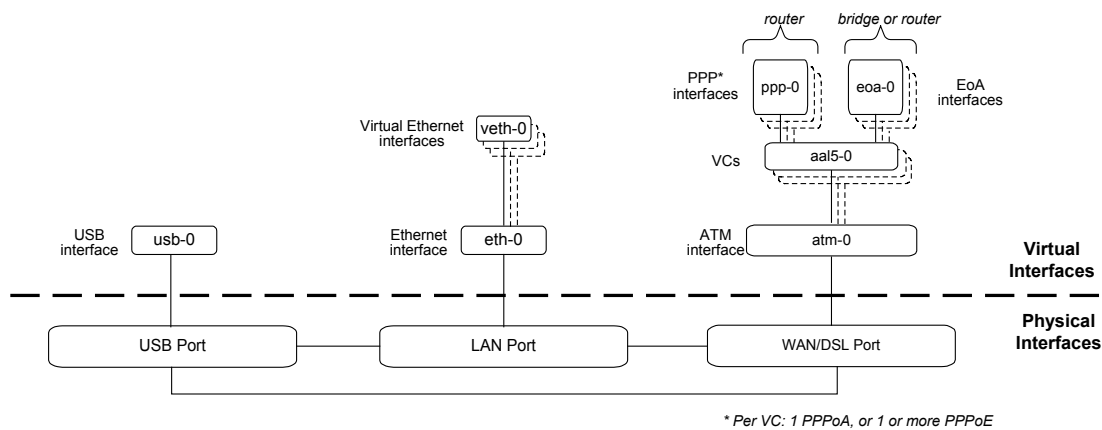 router
bridge or router
PPP*
interfaces
ppp-0
eoa-0
EoA
interfaces
Virtual Ethernet
interfaces
veth-0
VCs
aal5-0
USB
interface
usb-0
Ethernet
interface
eth-0
ATM
interface
atm-0
Virtual
Interfaces
Physical
Interfaces
USB Port
LAN Port
WAN/DSL Port
* Per VC: 1 PPPoA, or 1 or more PPPoE